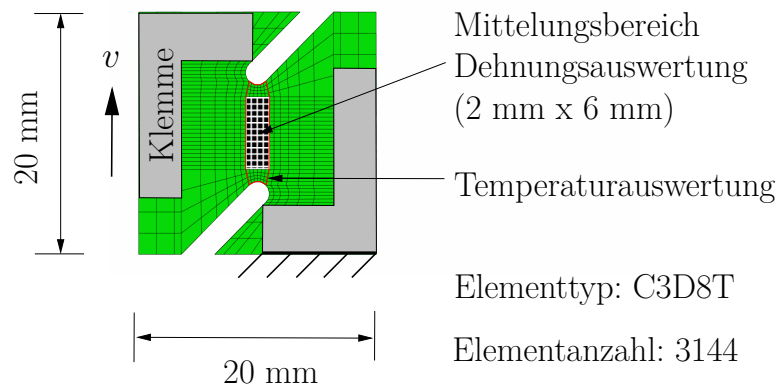 Mittelungsbereich
Dehnungsauswertung
(2 mm x 6 mm)
v
Klemme
20 mm
Temperaturauswertung
Elementtyp: C3D8T
Elementanzahl: 3144
20 mm